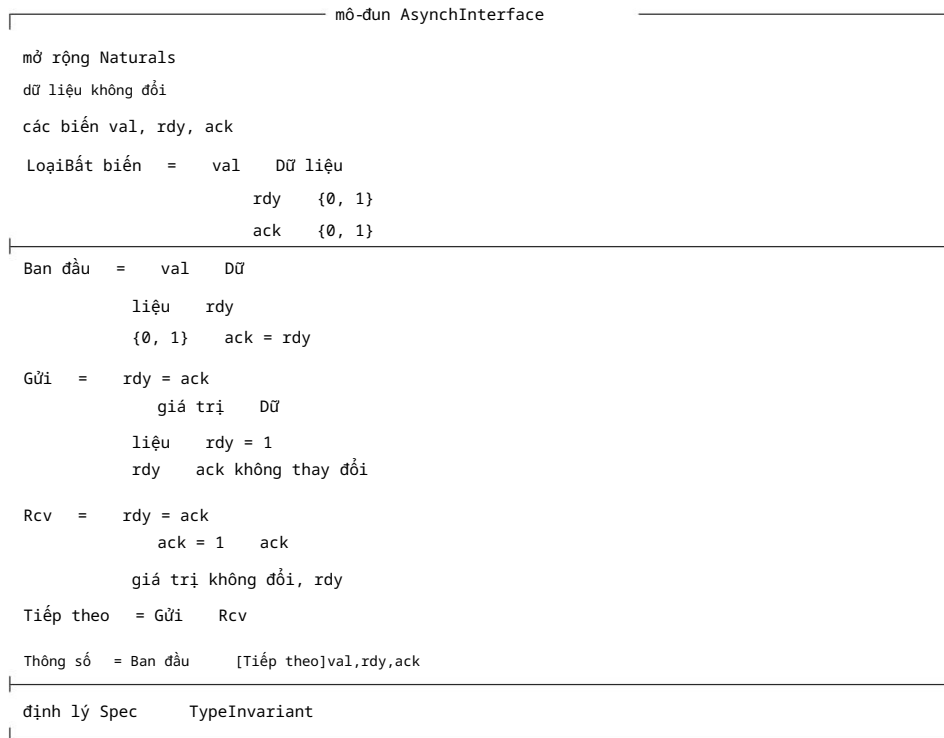 mô-đun AsynchInterface
mở rộng Naturals
dữ liệu không đổi
các biến val, rdy, ack
LoạiBất biến = val Dữ liệu
rdy {0, 1}
ack {0, 1}
Ban đầu = val Dữ
liệu rdy
{0, 1} ack = rdy
Gửi = rdy = ack
giá trị Dữ
liệu rdy = 1
rdy ack không thay đổi
Rcv = rdy = ack
ack = 1 ack
giá trị không đổi, rdy
Tiếp theo = Gửi Rcv
Thông số = Ban đầu [Tiếp theo]val,rdy,ack
định lý Spec TypeInvariant